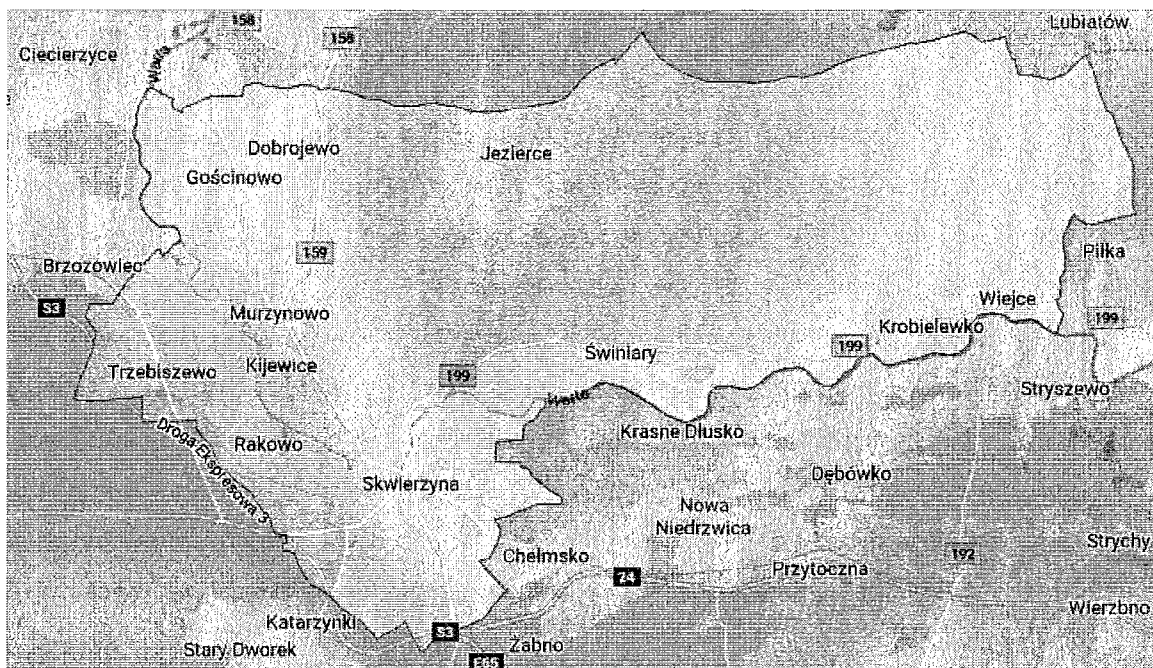 158
Lubiatów
Ciecierzyce
Warta
158
Dobrojewo
Jezierce
Gościnowo
159
Piłka
Brzozowiec
S3
Wiejce
Murzynowo
199
Krobielewko
Świniary
199
Kijewice
Trzebiszewo
199
Stryszewo
Warta
Krasne Dłusko
Rakowo
Droga Ekspresowa 3
Dębówko
Skwierzyna
Nowa
Niedrzwica
Strychy
Chełmsko
192
Przytoczna
24
Wierzbno
Katarzynki
S3
Żabno
Stary Dworek
E65